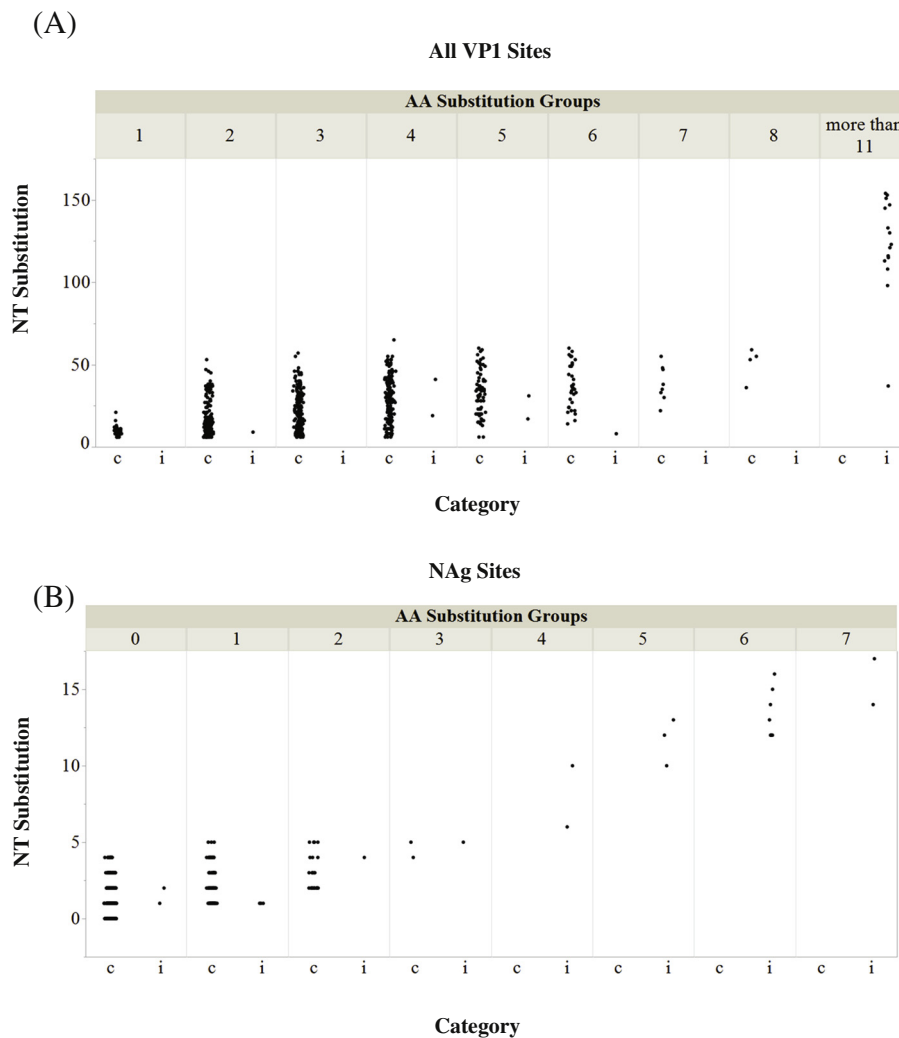 (A)
All VP1 Sites
AA Substitution Groups
1 2 3 4 5 6 7 8 more than 11
NT Substitution
150
100
50
0
c i c i c i c i c i c i c i c i c i
Category
NAg Sites
(B)
AA Substitution Groups
0 1 2 3 4 5 6 7
NT Substitution
15
10
5
0
c i c i c i c i c i c i c i c i
Category